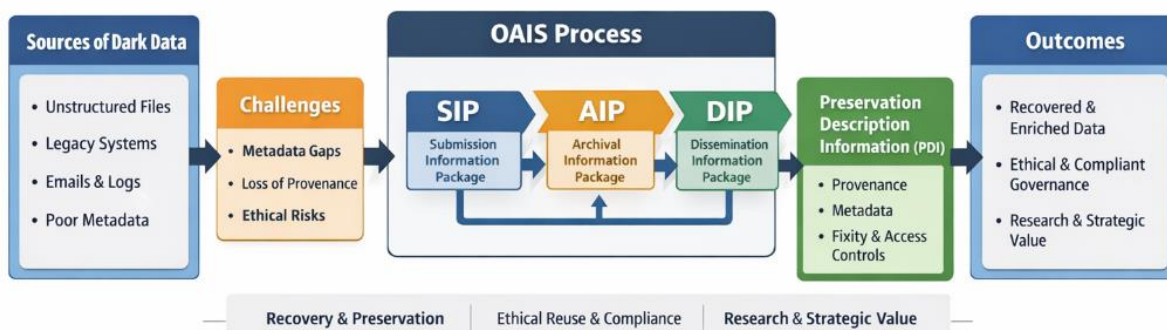 Sources of Dark Data
• Unstructured Files
• Legacy Systems
• Emails & Logs
• Poor Metadata
Challenges
• Metadata Gaps
• Loss of Provenance
• Ethical Risks
OAIS Process
SIP
Submission
Information
Package
AIP
Archival
Information
Package
DIP
Dissemination
Information
Package
Preservation
Description
Information (PDI)
• Provenance
• Metadata
• Fixity & Access
Controls
Outcomes
• Recovered &
Enriched Data
• Ethical & Compliant
Governance
• Research & Strategic
Value
Recovery & Preservation
Ethical Reuse & Compliance
Research & Strategic Value